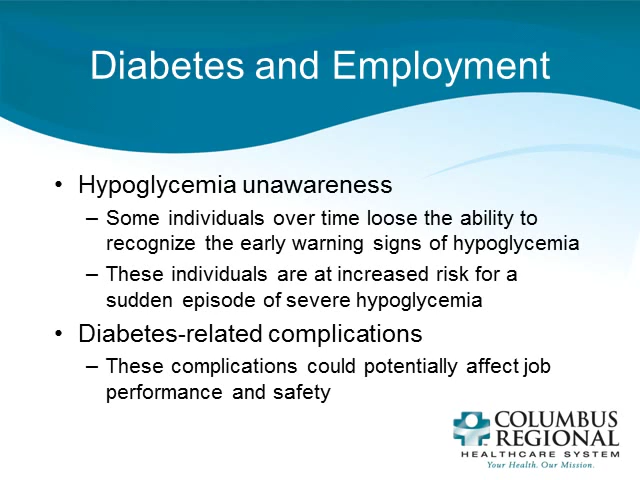 Diabetes and Employment
• Hypoglycemia unawareness
– Some individuals over time loose the ability to
recognize the early warning signs of hypoglycemia
– These individuals are at increased risk for a
sudden episode of severe hypoglycemia
• Diabetes-related complications
– These complications could potentially affect job
performance and safety
COLUMBUS
REGIONAL
HEALTHCARE SYSTEM
Your Health. Our Mission.